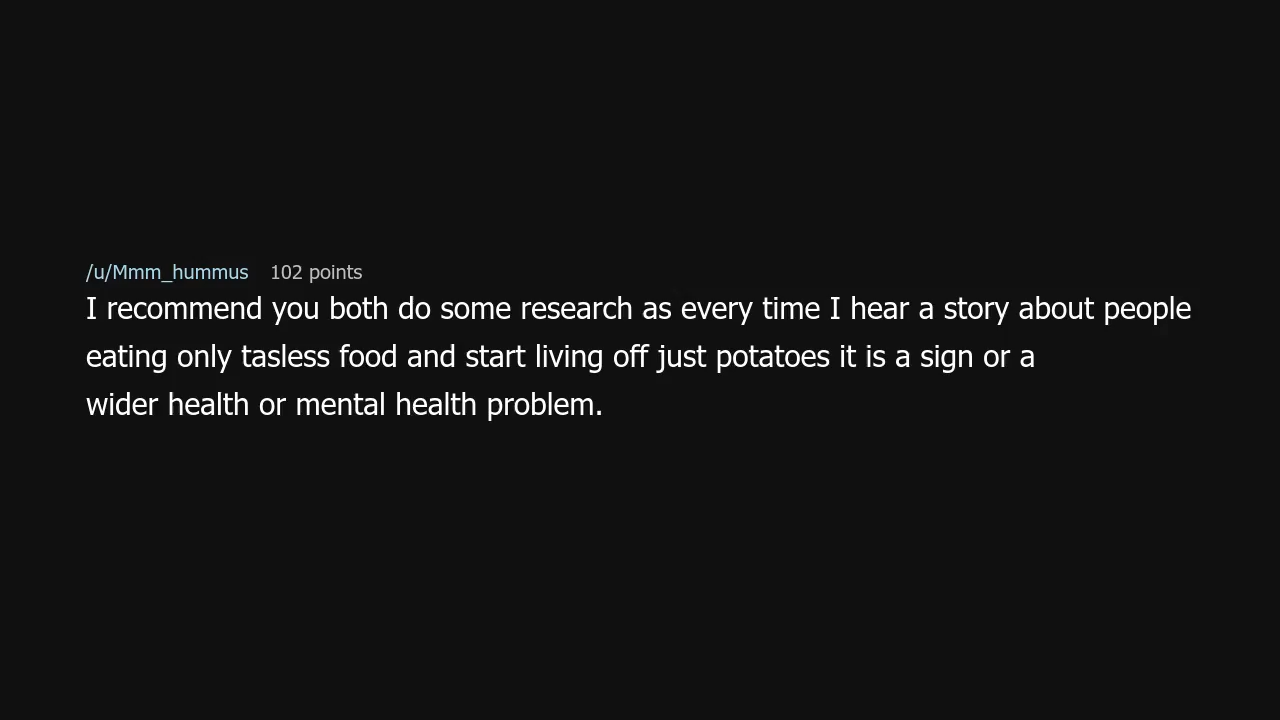 /u/Mmm_hummus 102 points
I recommend you both do some research as every time I hear a story about people
eating only tasless food and start living off just potatoes it is a sign or a
wider health or mental health problem.